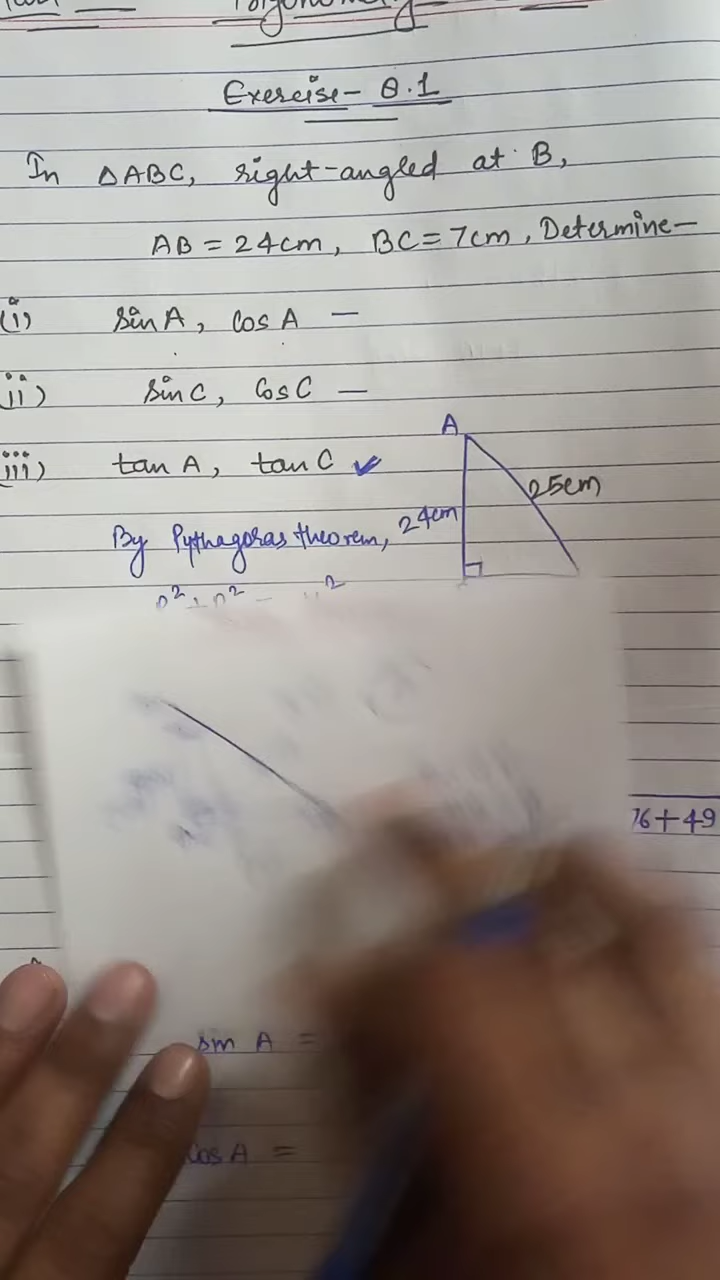 Trigonometry
Exercise - 8.1
In △ABC, right-angled at B,
AB = 24cm, BC = 7cm, Determine—
(i) sin A, cos A —
(ii) sin C, cos C —
(iii) tan A, tan C ✓
A
25cm
24cm
By Pythagoras theorem,
76+49
sin A =
cos A =